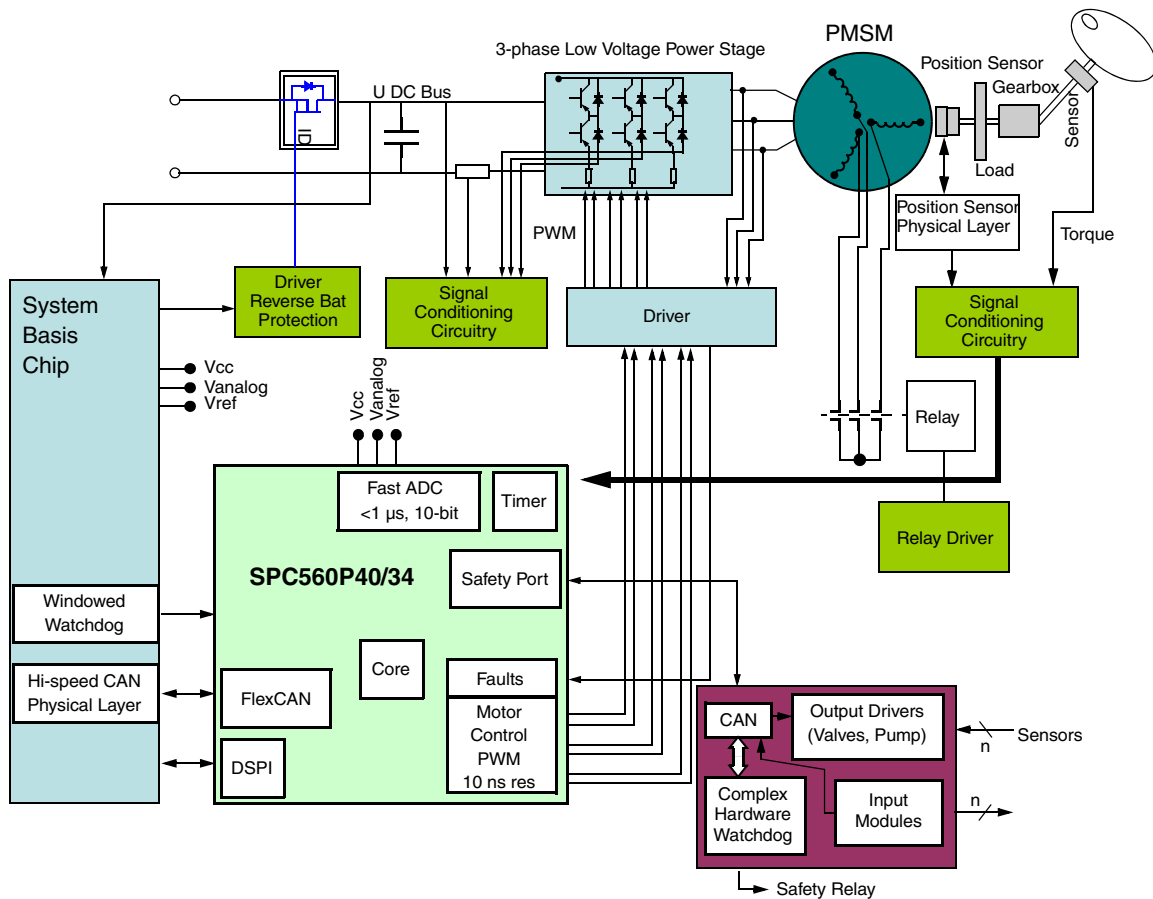 3-phase Low Voltage Power Stage
PMSM
Position Sensor
Gearbox
Sensor
U DC Bus
ID
Load
PWM
Position Sensor
Physical Layer
Torque
System
Basis
Chip
Driver
Reverse Bat
Protection
Signal
Conditioning
Circuitry
Driver
Signal
Conditioning
Circuitry
Vcc
Vanalog
Vref
Vcc
Vanalog
Vref
Relay
Fast ADC
<1 µs, 10-bit
Timer
Relay Driver
SPC560P40/34
Safety Port
Windowed
Watchdog
Core
Hi-speed CAN
Physical Layer
FlexCAN
Faults
Motor
Control
PWM
10 ns res
DSPI
CAN
Output Drivers
(Valves, Pump)
n
Sensors
Complex
Hardware
Watchdog
Input
Modules
n
Safety Relay